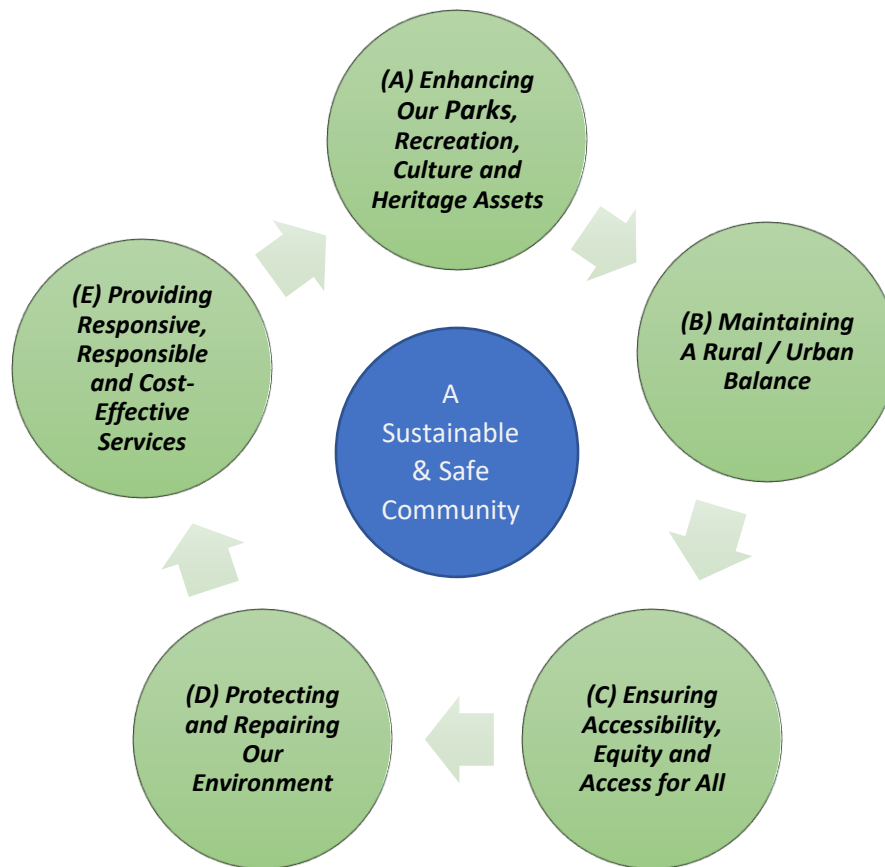 (A) Enhancing
Our Parks,
Recreation,
Culture and
Heritage Assets
(B) Maintaining
A Rural / Urban
Balance
(C) Ensuring
Accessibility,
Equity and
Access for All
(D) Protecting
and Repairing
Our
Environment
(E) Providing
Responsive,
Responsible
and Cost-
Effective
Services
A
Sustainable
& Safe
Community